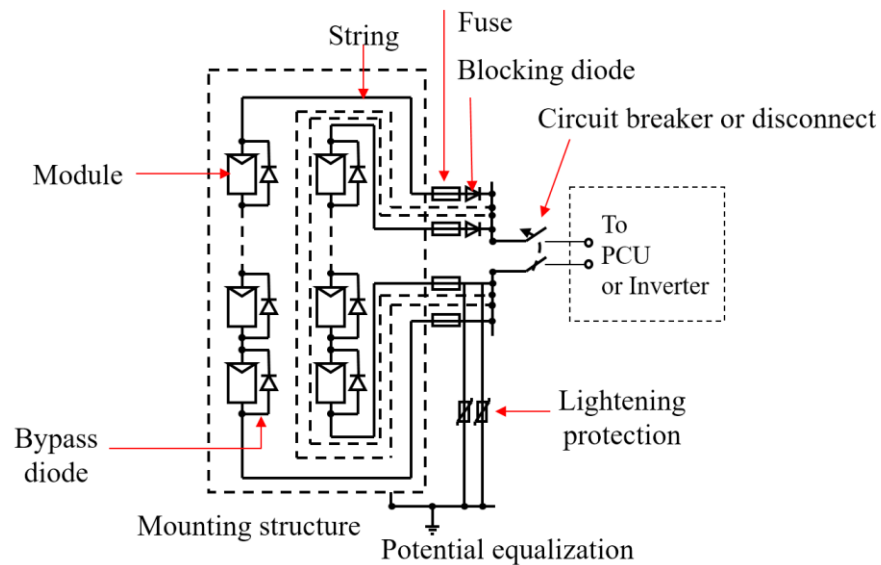 Fuse
String
Blocking diode
Circuit breaker or disconnect
Module
To
PCU
or Inverter
Lightening
protection
Bypass
diode
Mounting structure
Potential equalization